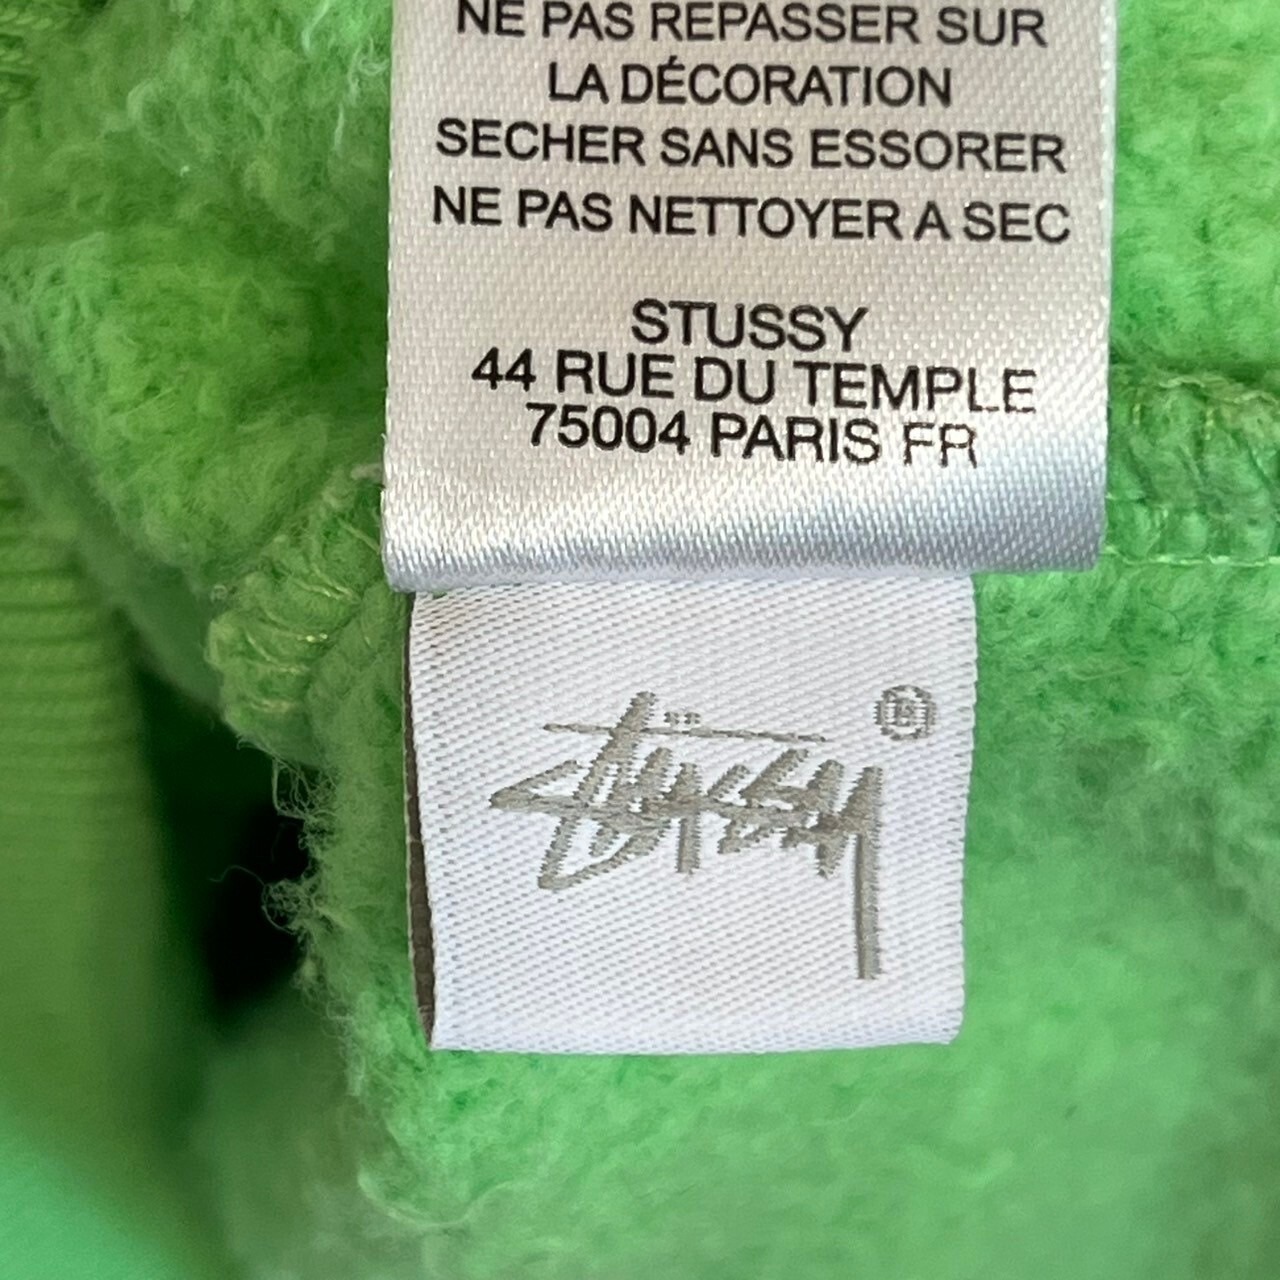 NE PAS REPASSER SUR
LA DÉCORATION
SECHER SANS ESSORER
NE PAS NETTOYER A SEC
STUSSY
44 RUE DU TEMPLE
75004 PARIS FR
Stüssy ®